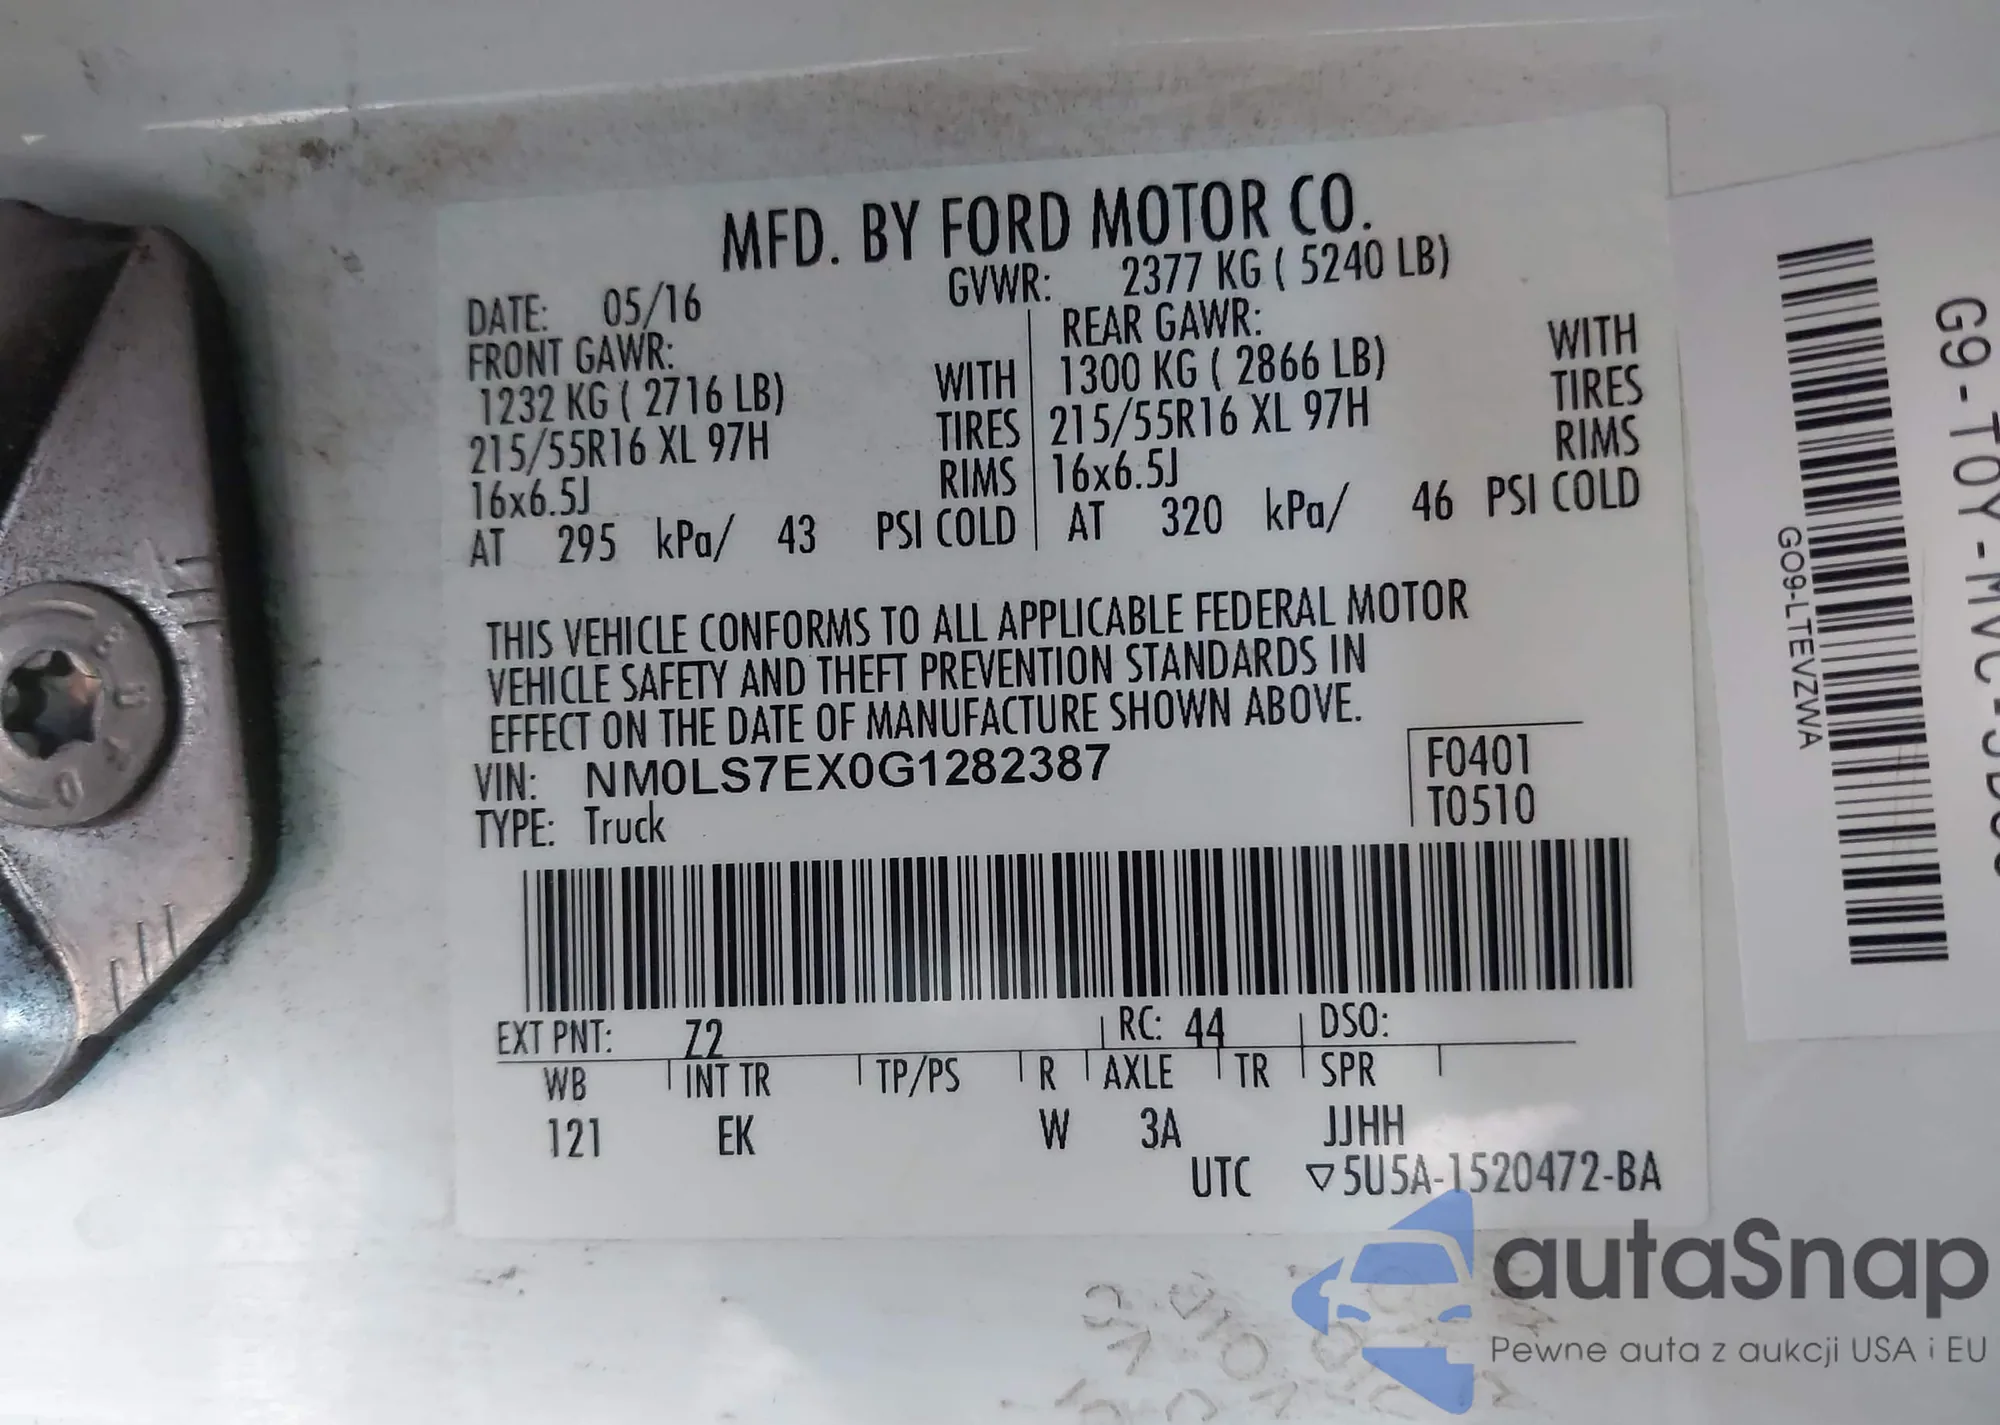 MFD. BY FORD MOTOR CO.
DATE: 05/16 GVWR: 2377 KG ( 5240 LB)
FRONT GAWR:
1232 KG ( 2716 LB) WITH
215/55R16 XL 97H TIRES
16x6.5J RIMS
AT 295 kPa/ 43 PSI COLD
REAR GAWR:
1300 KG ( 2866 LB) WITH
215/55R16 XL 97H TIRES
16x6.5J RIMS
AT 320 kPa/ 46 PSI COLD
THIS VEHICLE CONFORMS TO ALL APPLICABLE FEDERAL MOTOR
VEHICLE SAFETY AND THEFT PREVENTION STANDARDS IN
EFFECT ON THE DATE OF MANUFACTURE SHOWN ABOVE.
VIN: NM0LS7EX0G1282387
TYPE: Truck
F0401
T0510
EXT PNT: Z2 RC: 44 DSO:
WB INT TR TP/PS R AXLE TR SPR
121 EK W 3A JJHH
UTC ▽5U5A-1520472-BA
GO9-LTEVZWA
G9-TOY-MVC-
autaSnap
Pewne auta z aukcji USA i EU